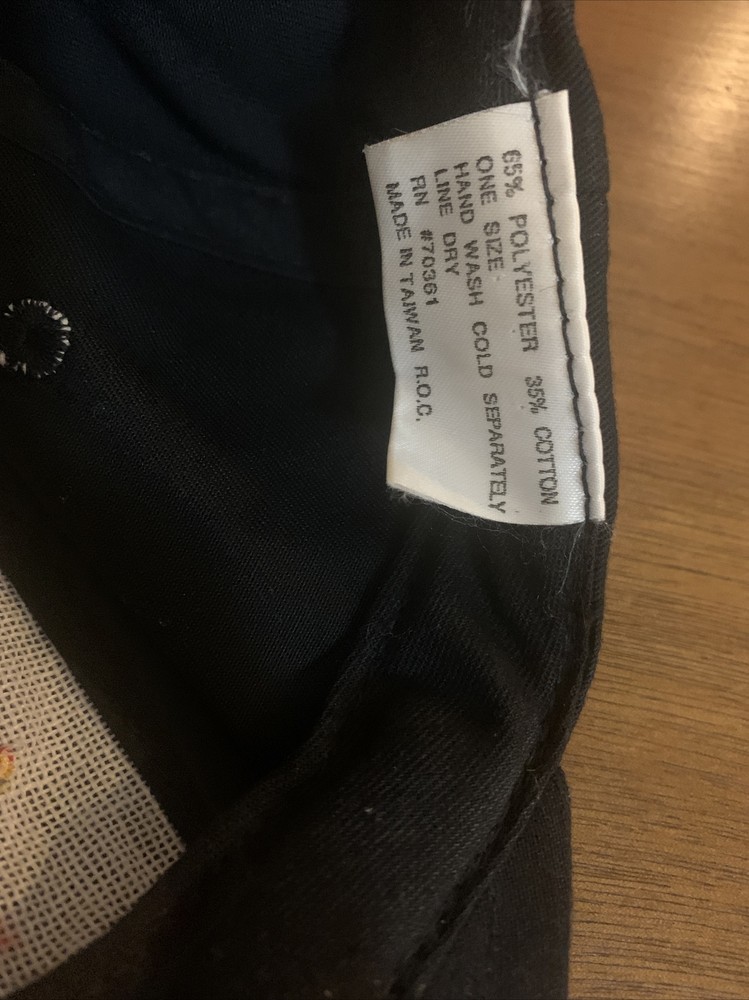 65% POLYESTER 35% COTTON
ONE SIZE
HAND WASH COLD SEPARATELY
LINE DRY
RN #70361
MADE IN TAIWAN R.O.C.